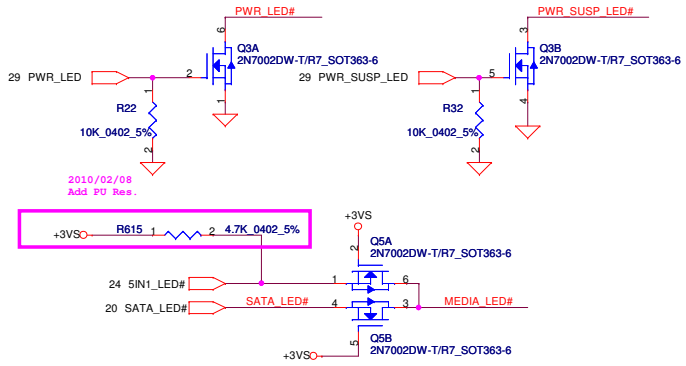 PWR_LED#
6
Q3A
2N7002DW-T/R7_SOT363-6
29 PWR_LED
2
1
1
R22
10K_0402_5%
2
PWR_SUSP_LED#
3
Q3B
2N7002DW-T/R7_SOT363-6
29 PWR_SUSP_LED
5
4
1
R32
10K_0402_5%
2
2010/02/08
Add PU Res.
+3VS
R615
1
2
4.7K_0402_5%
+3VS
2
Q5A
2N7002DW-T/R7_SOT363-6
24 5IN1_LED#
1
6
20 SATA_LED#
SATA_LED#
4
3
MEDIA_LED#
5
Q5B
2N7002DW-T/R7_SOT363-6
+3VS